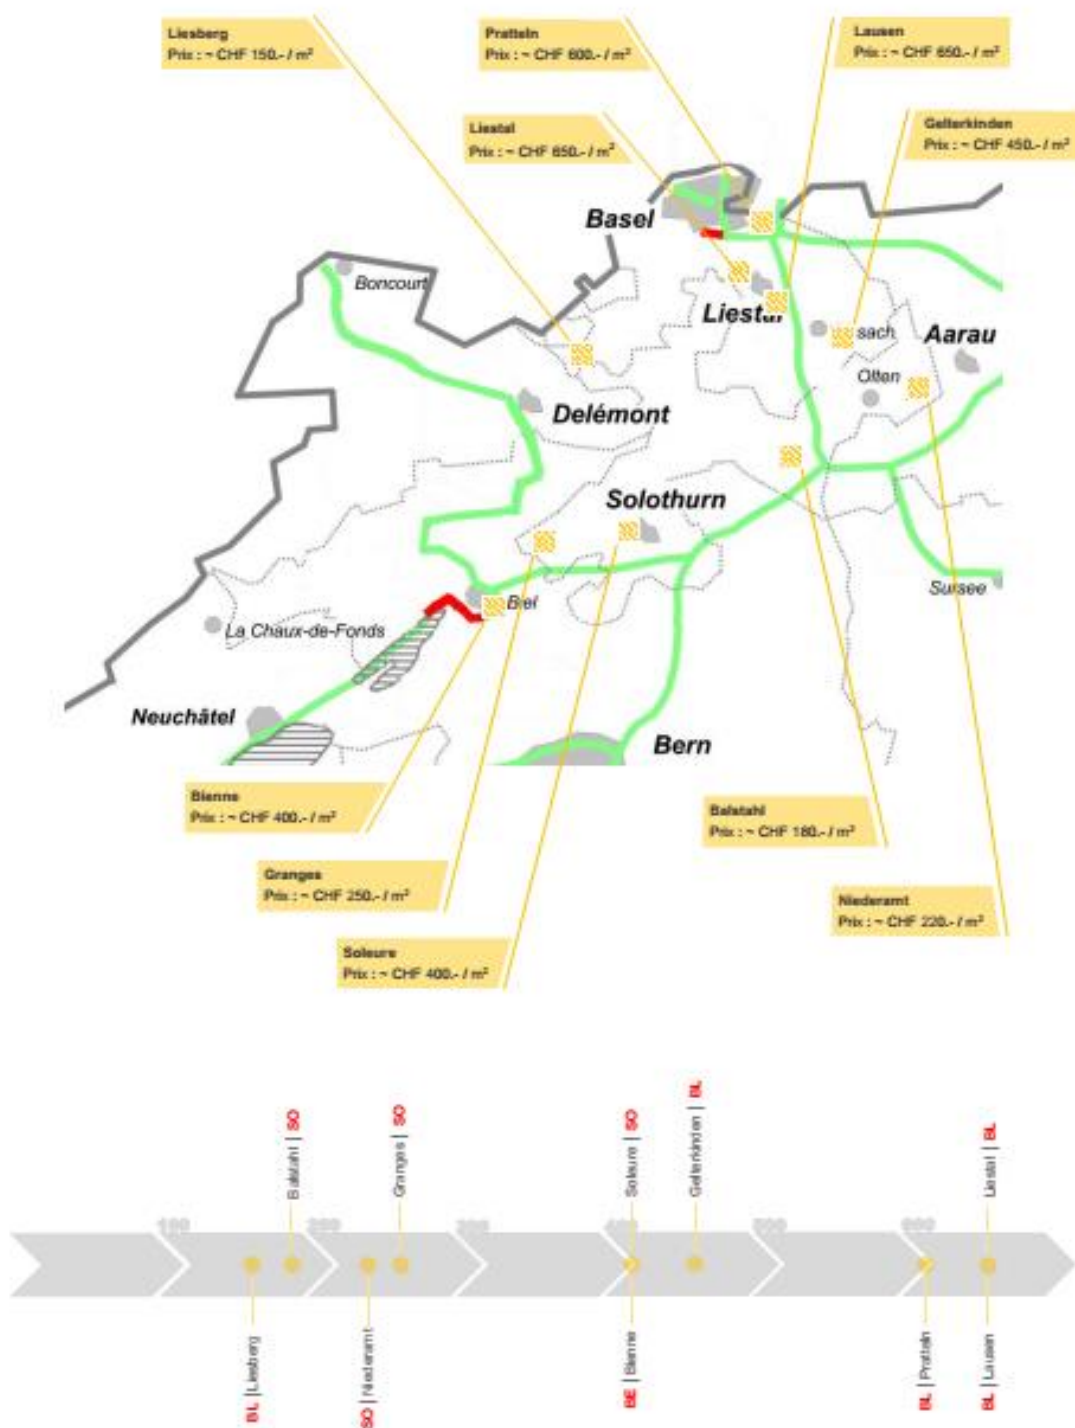 Liesberg
Prix : ~ CHF 150.- / m²
Pratteln
Prix : ~ CHF 600.- / m²
Lausen
Prix : ~ CHF 650.- / m²
Liestal
Prix : ~ CHF 650.- / m²
Gelterkinden
Prix : ~ CHF 450.- / m²
Basel
Boncourt
Liestal
sach
Aarau
Olten
Delémont
Solothurn
Sursee
Biel
La Chaux-de-Fonds
Neuchâtel
Bern
Bienne
Prix : ~ CHF 400.- / m²
Balstahl
Prix : ~ CHF 180.- / m²
Granges
Prix : ~ CHF 250.- / m²
Niederamt
Prix : ~ CHF 220.- / m²
Soleure
Prix : ~ CHF 400.- / m²
Balstahl | SO
Granges | SO
Soleure | SO
Gelterkinden | BL
Liestal | BL
500
BL | Liesberg
SO | Niederamt
BE | Bienne
BL | Pratteln
BL | Lausen